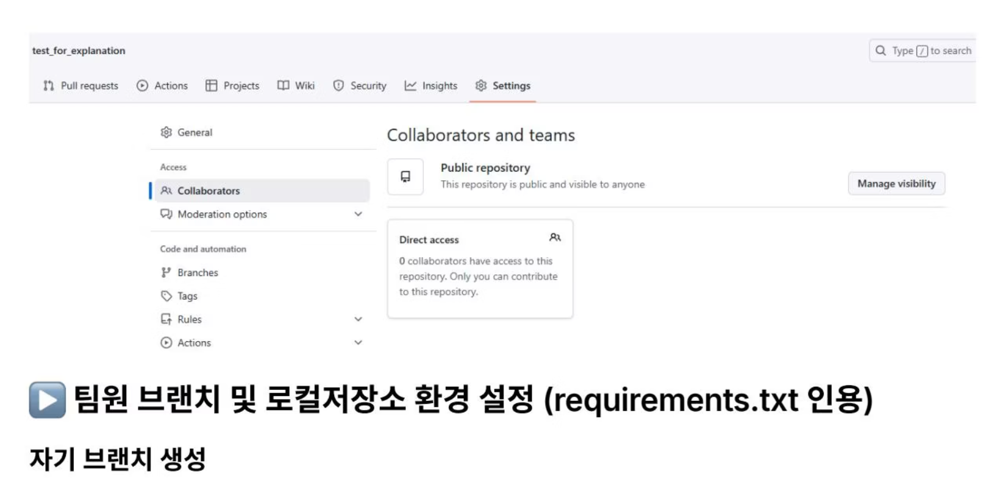 test_for_explanation
Type / to search
Pull requests Actions Projects Wiki Security Insights Settings
General
Access
Collaborators
Moderation options
Code and automation
Branches
Tags
Rules
Actions
Collaborators and teams
Public repository
This repository is public and visible to anyone
Manage visibility
Direct access
0 collaborators have access to this
repository. Only you can contribute
to this repository.
팀원 브랜치 및 로컬저장소 환경 설정 (requirements.txt 인용)
자기 브랜치 생성